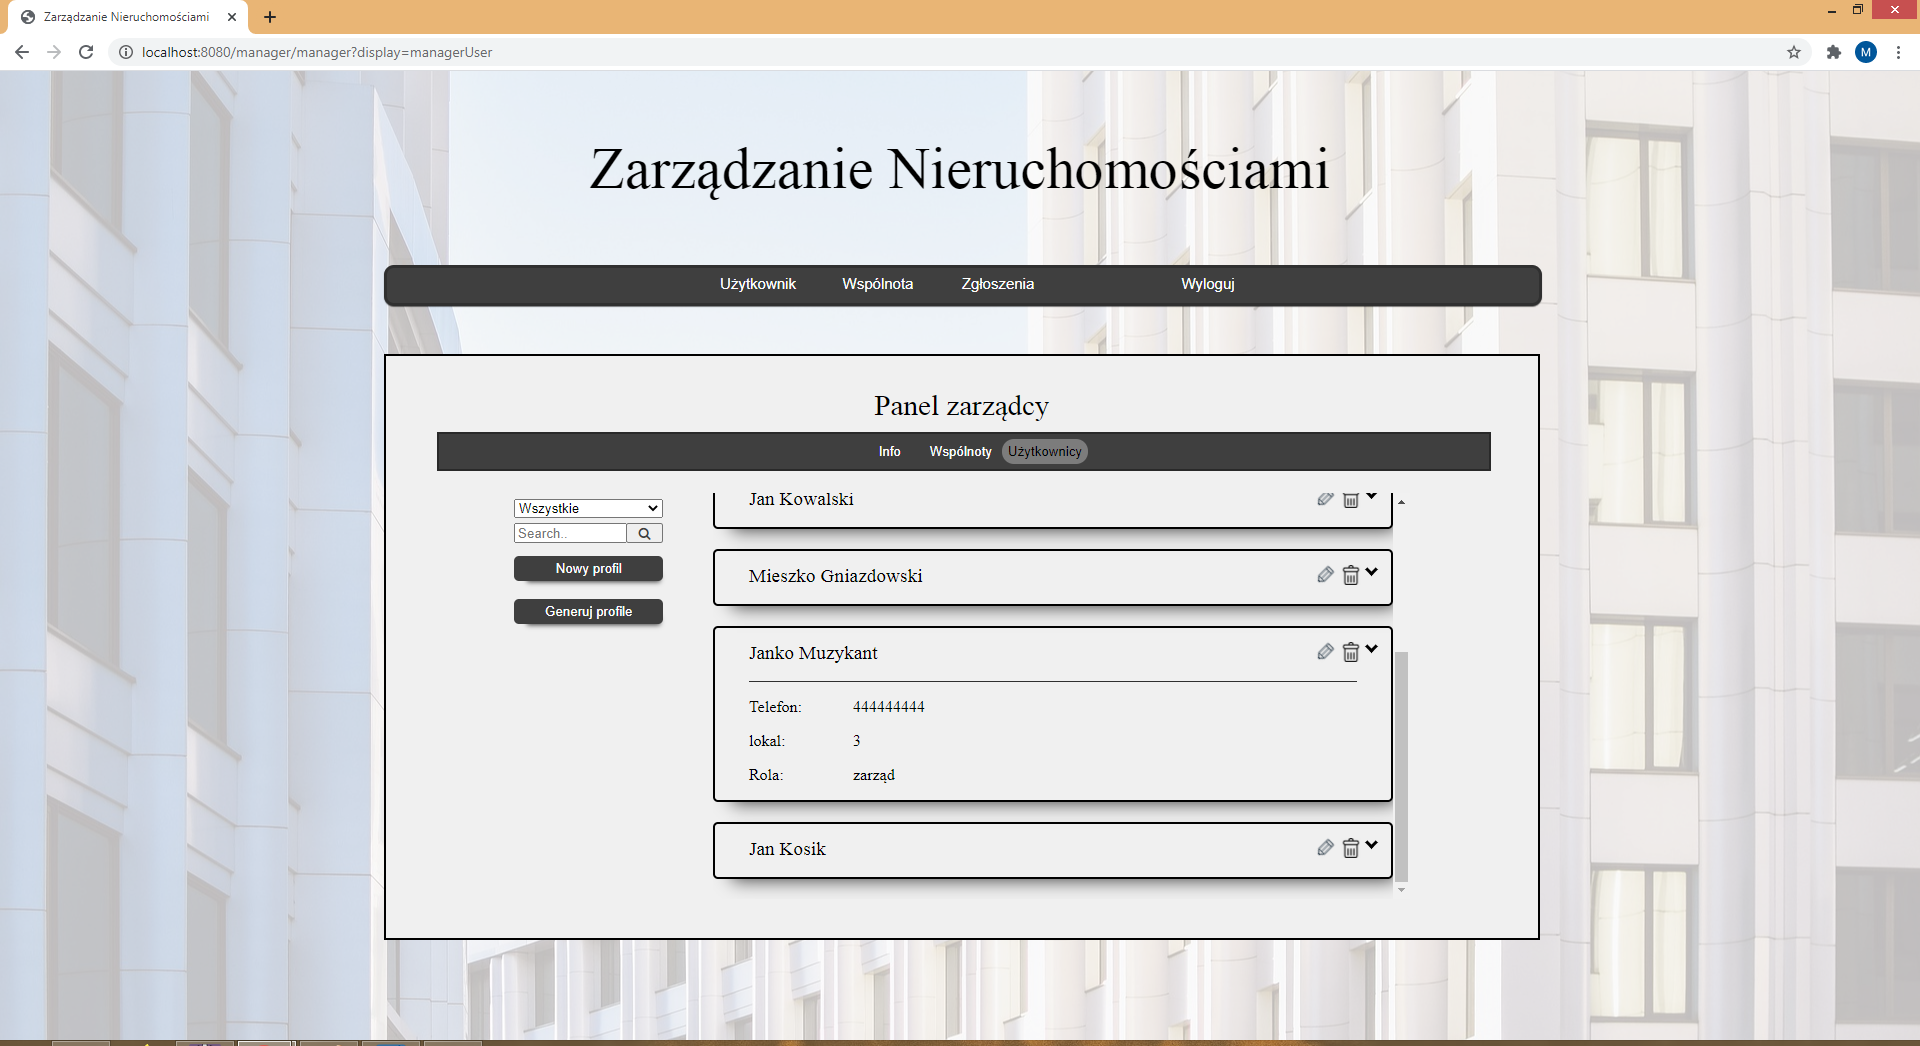 Zarządzanie Nieruchomościami
localhost:8080/manager/manager?display=managerUser
M
Zarządzanie Nieruchomościami
Użytkownik Wspólnota Zgłoszenia Wyloguj
Panel zarządcy
Info Wspólnoty Użytkownicy
Wszystkie
Search..
Nowy profil
Generuj profile
Jan Kowalski
Mieszko Gniazdowski
Janko Muzykant
Telefon: 444444444
lokal: 3
Rola: zarząd
Jan Kosik